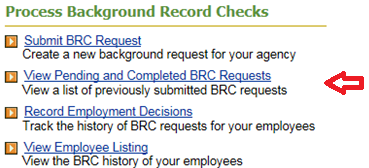 Process Background Record Checks
Submit BRC Request
Create a new background request for your agency
View Pending and Completed BRC Requests
View a list of previously submitted BRC requests
Record Employment Decisions
Track the history of BRC requests for your employees
View Employee Listing
View the BRC history of your employees